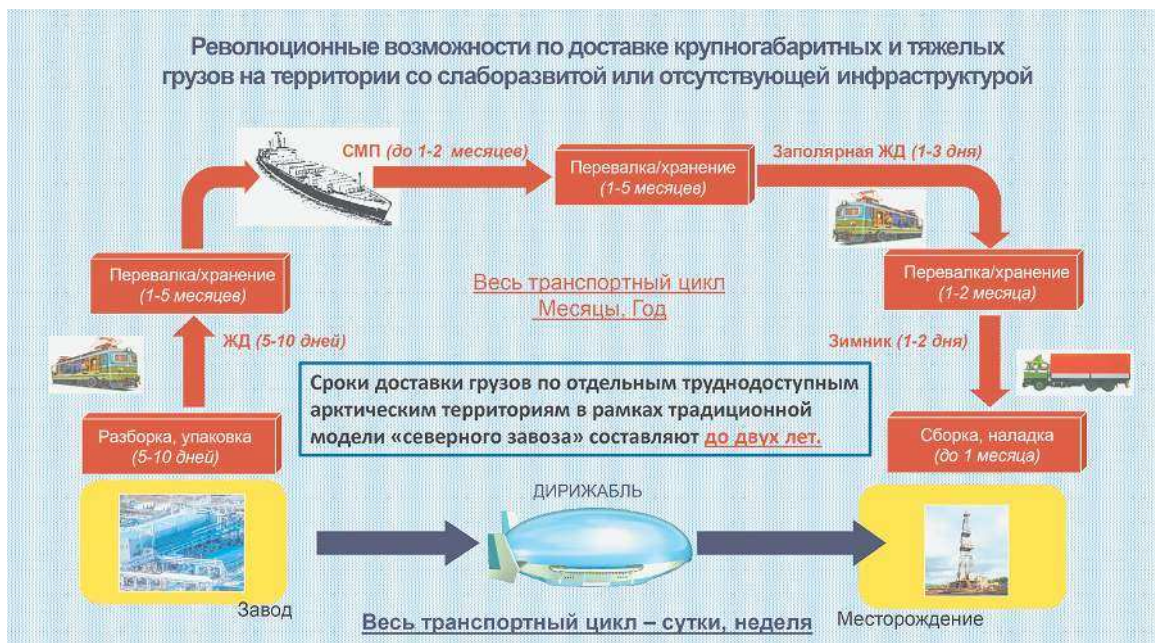 Революционные возможности по доставке крупногабаритных и тяжелых
грузов на территории со слаборазвитой или отсутствующей инфраструктурой
СМП (до 1-2 месяцев)
Перевалка/хранение
(1-5 месяцев)
Заполярная ЖД (1-3 дня)
Перевалка/хранение
(1-5 месяцев)
Весь транспортный цикл
Месяцы, Год
Перевалка/хранение
(1-2 месяца)
ЖД (5-10 дней)
Зимник (1-2 дня)
Сроки доставки грузов по отдельным труднодоступным
арктическим территориям в рамках традиционной
модели «северного завоза» составляют до двух лет.
Разборка, упаковка
(5-10 дней)
Сборка, наладка
(до 1 месяца)
ДИРИЖАБЛЬ
Завод
Месторождение
Весь транспортный цикл – сутки, неделя